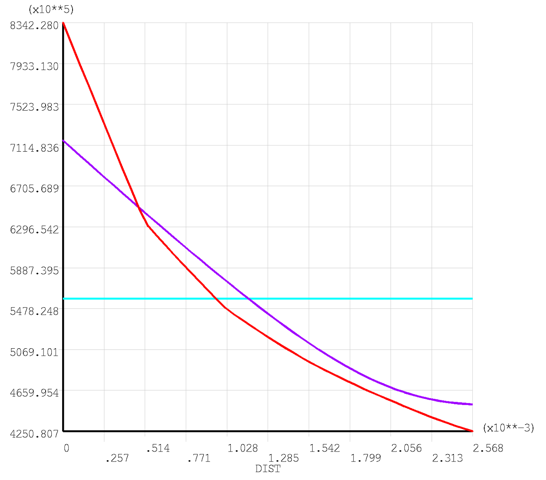 (x10**5)
8342.280
7933.130
7523.983
7114.836
6705.689
6296.542
5887.395
5478.248
5069.101
4659.954
4250.807
(x10**-3)
0 .514 1.028 1.542 2.056 2.568
.257 .771 1.285 1.799 2.313
DIST